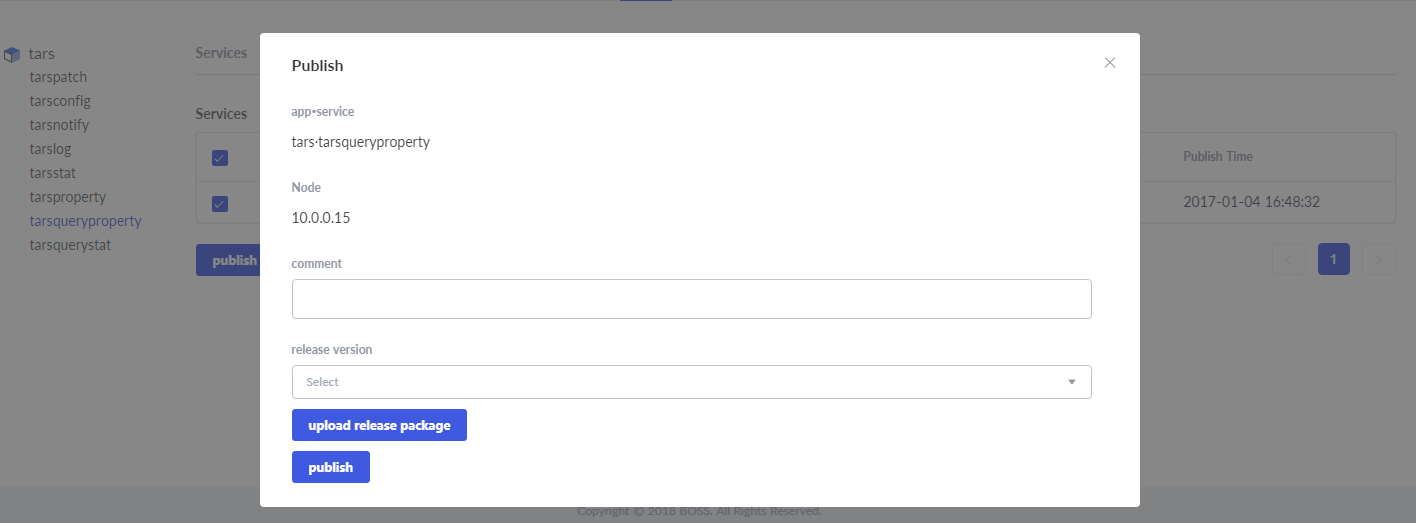 tars
tarspatch
tarsconfig
tarsnotify
tarslog
tarsstat
tarsproperty
tarsqueryproperty
tarsquerystat
Services
Services
Publish Time
2017-01-04 16:48:32
publish
1
Publish
app•service
tars·tarsqueryproperty
Node
10.0.0.15
comment
release version
Select
upload release package
publish
Copyright © 2018 BOSS. All Rights Reserved.